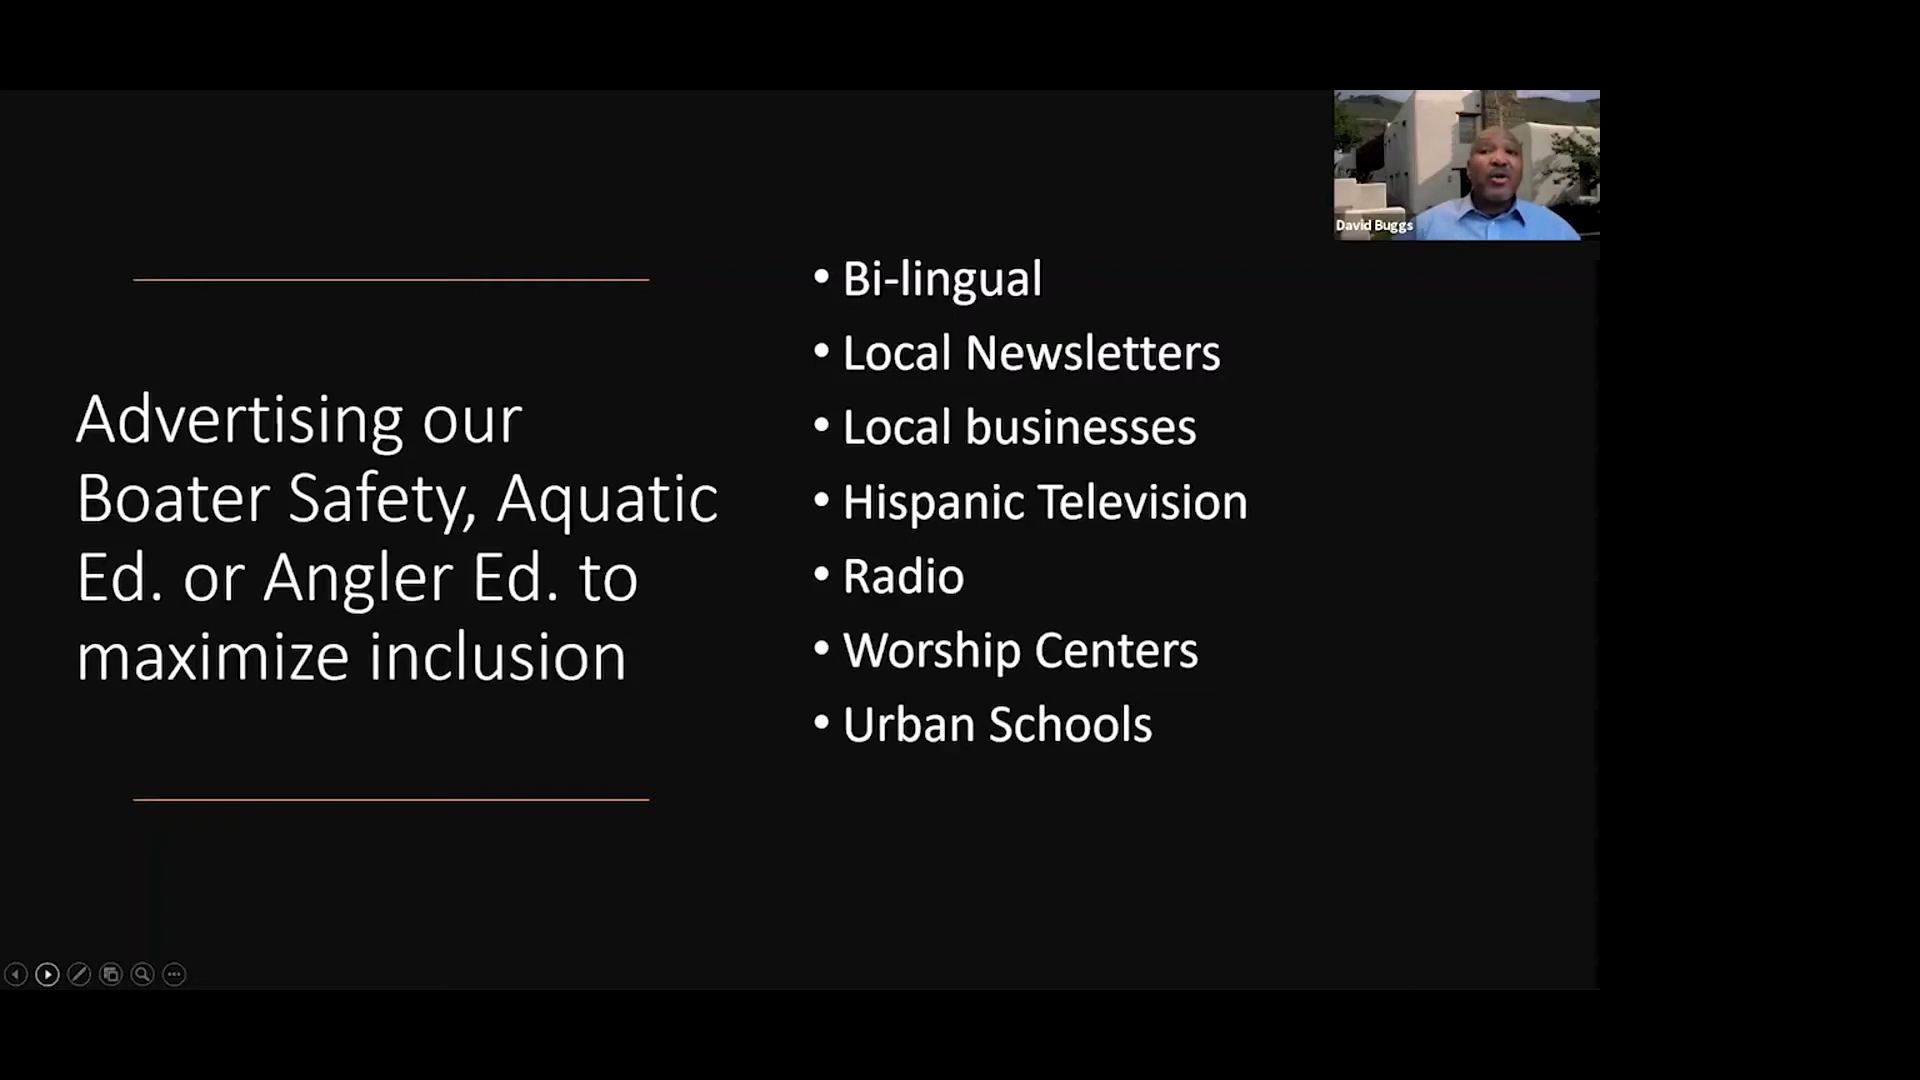 David Buggs
Advertising our
Boater Safety, Aquatic
Ed. or Angler Ed. to
maximize inclusion
• Bi-lingual
• Local Newsletters
• Local businesses
• Hispanic Television
• Radio
• Worship Centers
• Urban Schools